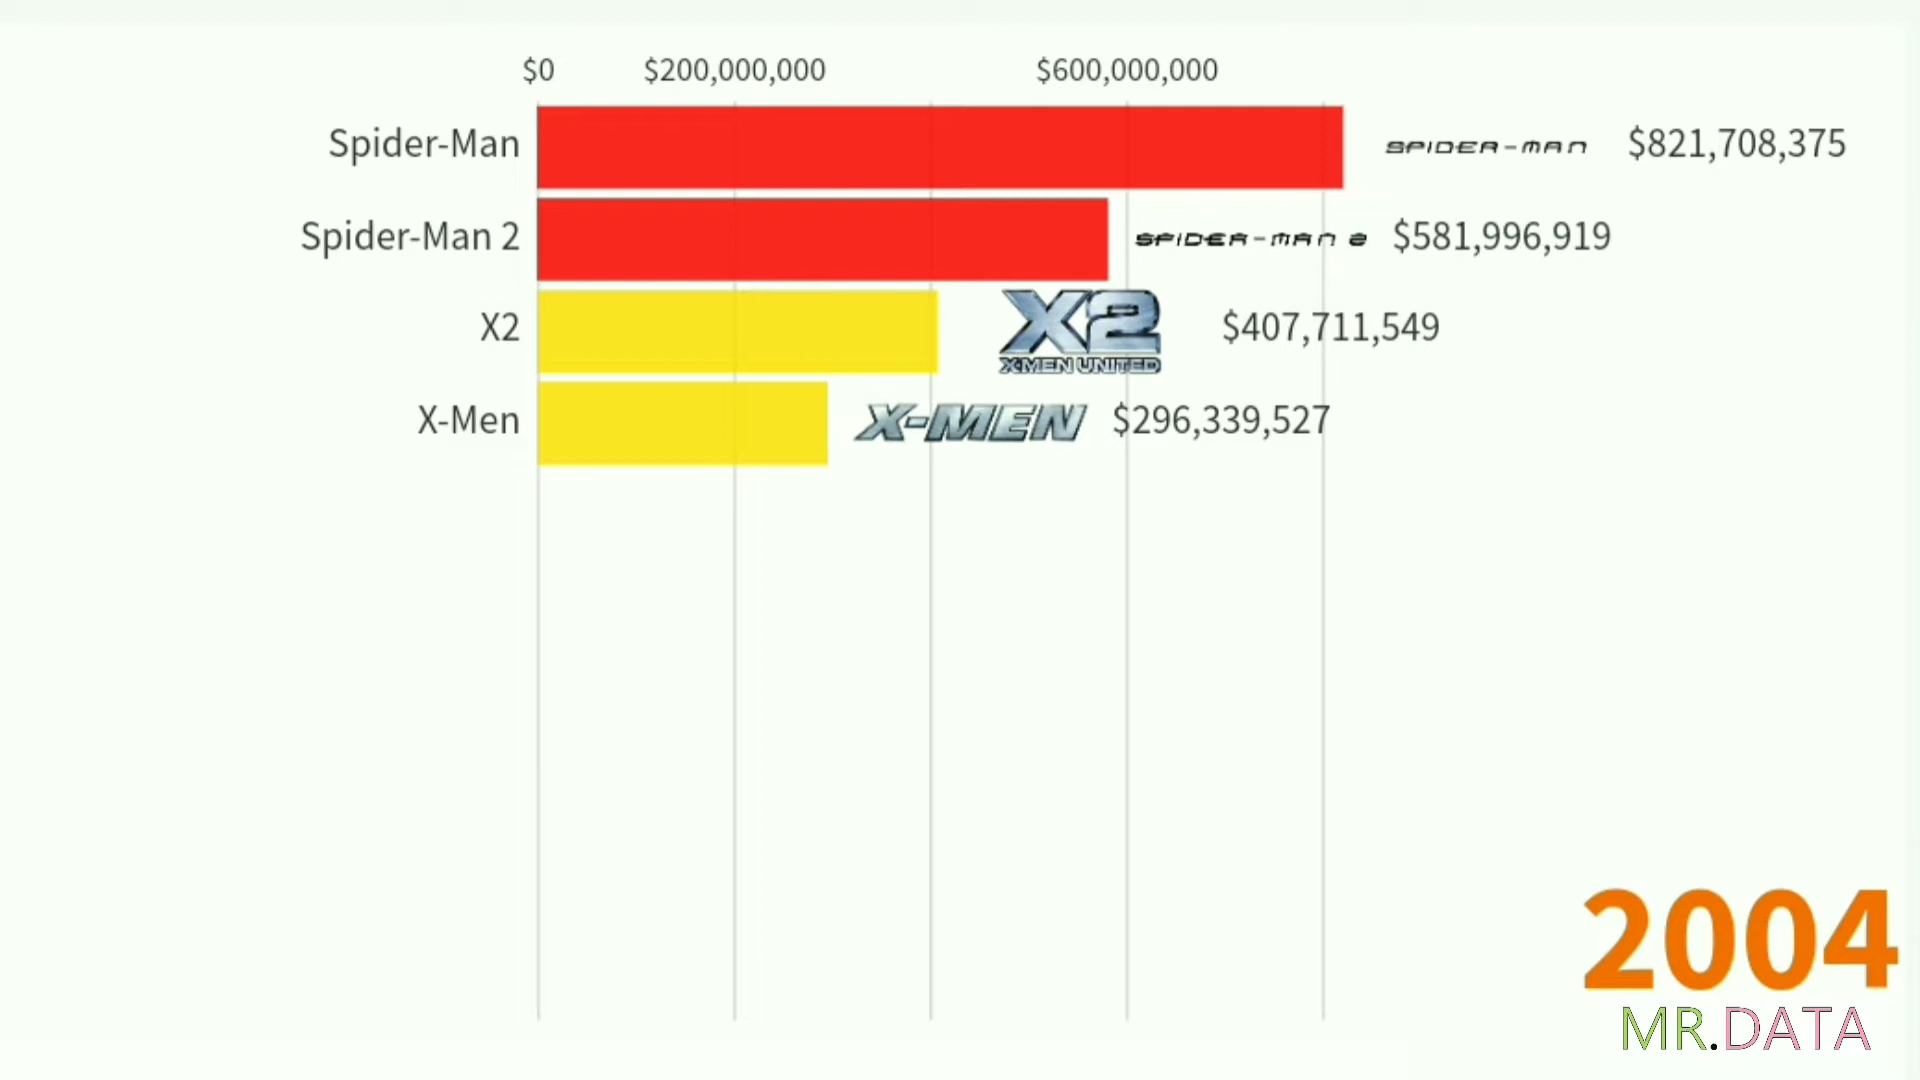 $0 $200,000,000 $600,000,000
Spider-Man SPIDER-MAN $821,708,375
Spider-Man 2 SPIDER-MAN 2 $581,996,919
X2 X2 X-MEN UNITED $407,711,549
X-Men X-MEN $296,339,527
2004
MR.DATA